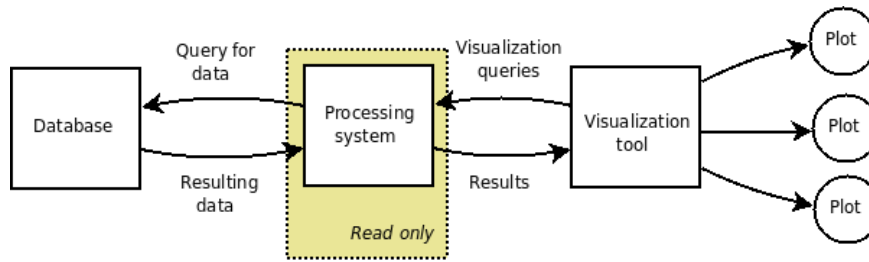 Query for
data
Visualization
queries
Plot
Database
Processing
system
Visualization
tool
Plot
Resulting
data
Results
Read only
Plot